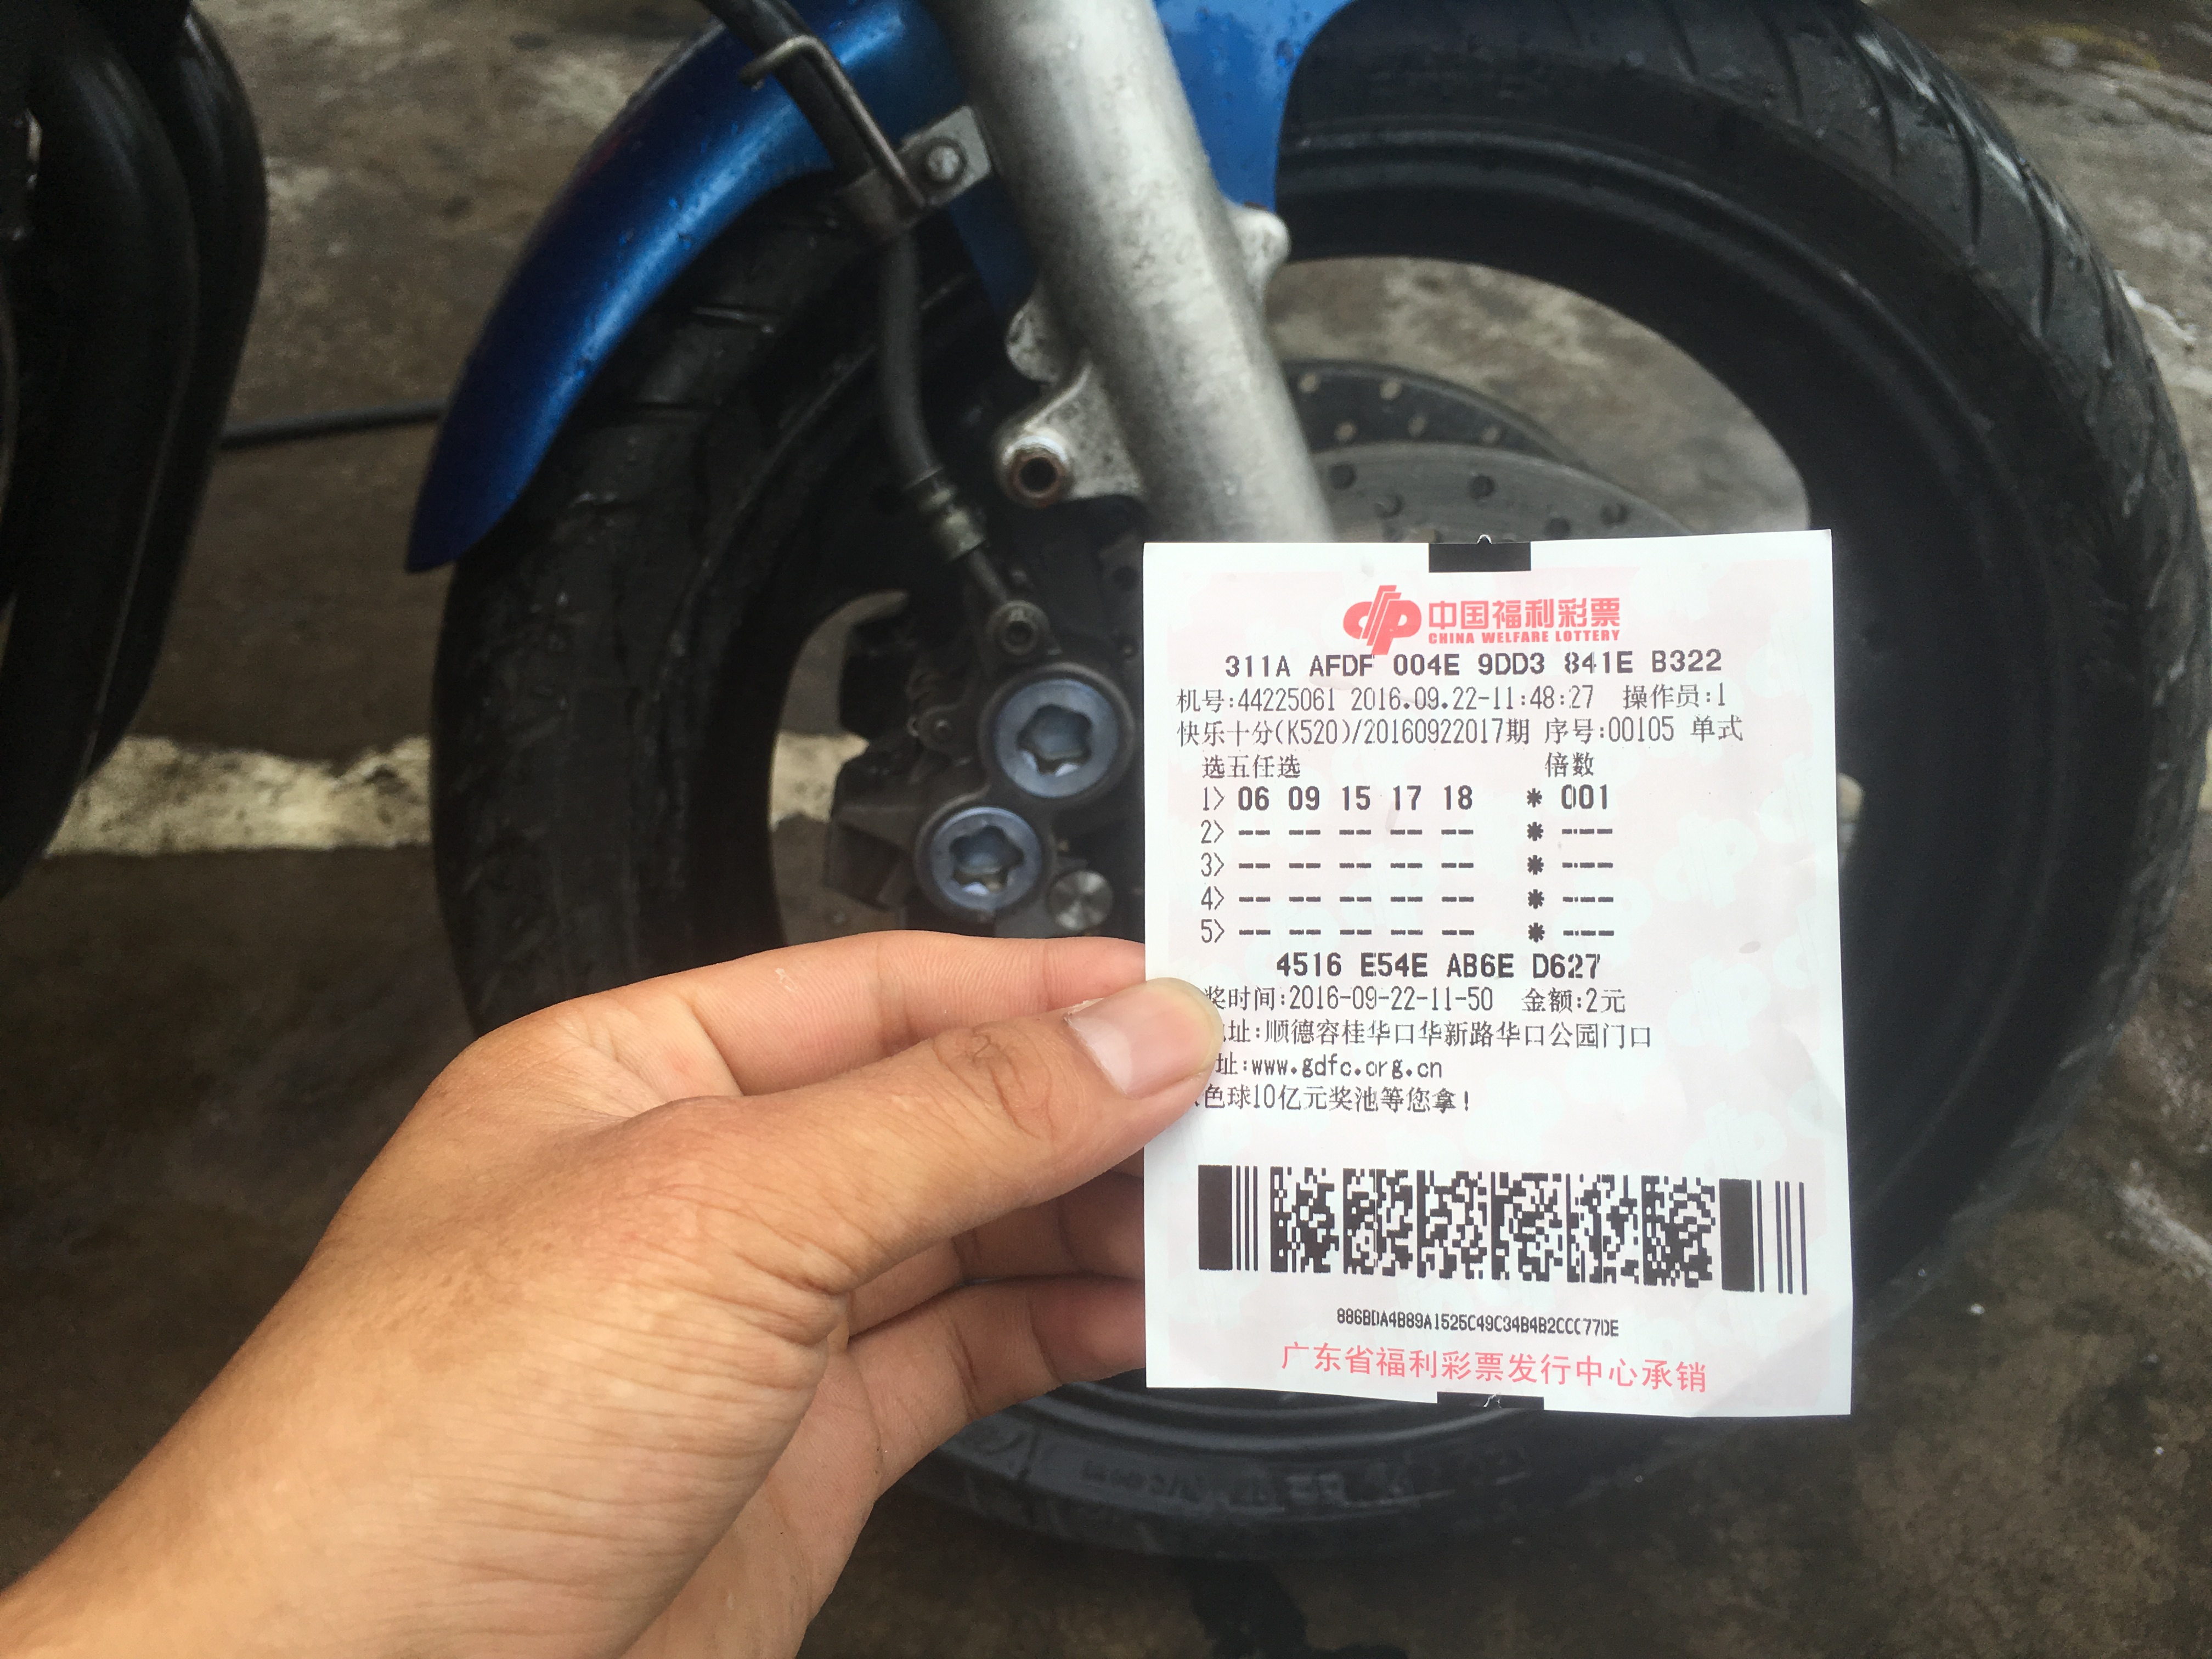 中国福利彩票
CHINA WELFARE LOTTERY
311A AFDF 004E 9DD3 841E B322
机号:44225061 2016.09.22-11:48:27 操作员:1
快乐十分(K520)/20160922017期 序号:00105 单式
选五任选 倍数
1> 06 09 15 17 18 * 001
2> -- -- -- -- -- * ---
3> -- -- -- -- -- * ---
4> -- -- -- -- -- * ---
5> -- -- -- -- -- * ---
4516 E54E AB6E D627
奖时间:2016-09-22-11-50 金额:2元
址:顺德容桂华口华新路华口公园门口
址:www.gdfc.org.cn
色球10亿元奖池等您拿!
886BDA4B89A1525C49C34B4B2CCC77DE
广东省福利彩票发行中心承销